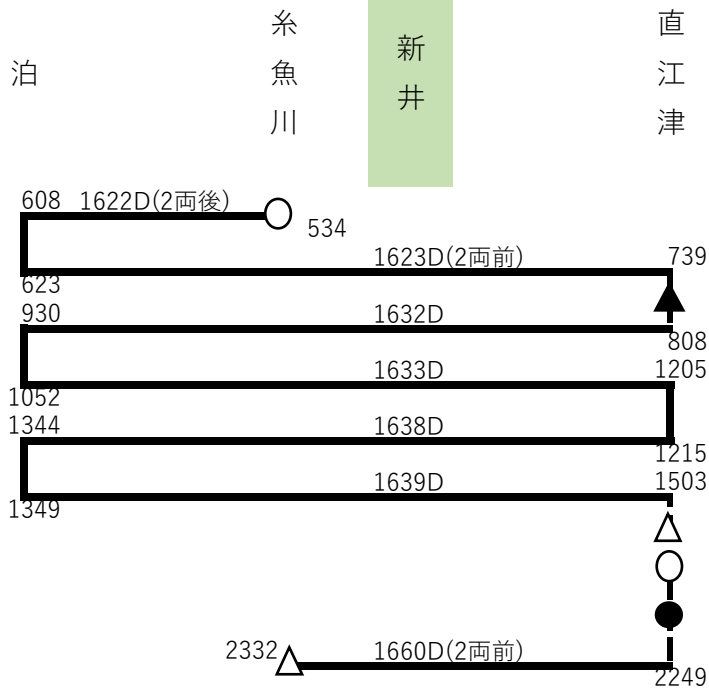 泊
糸魚川
新井
直江津
608 1622D(2両後)
534
623 1623D(2両前) 739
930 1632D 808
1052 1633D 1205
1344 1638D 1215
1349 1639D 1503
2332 1660D(2両前) 2249